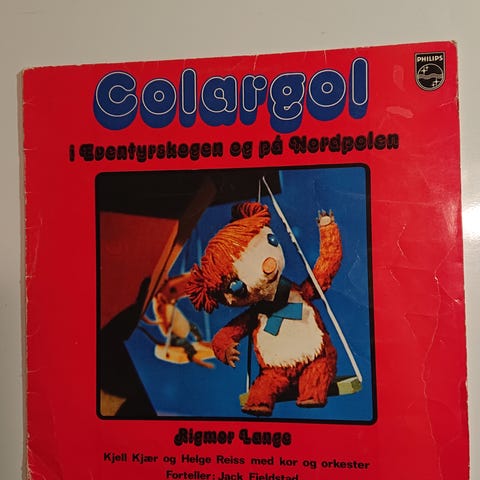 PHILIPS
Colargol
i Eventyrskogen og på Nordpolen
Rigmor Lange
Kjell Kjær og Helge Reiss med kor og orkester
Forteller: Jack Fjeldstad